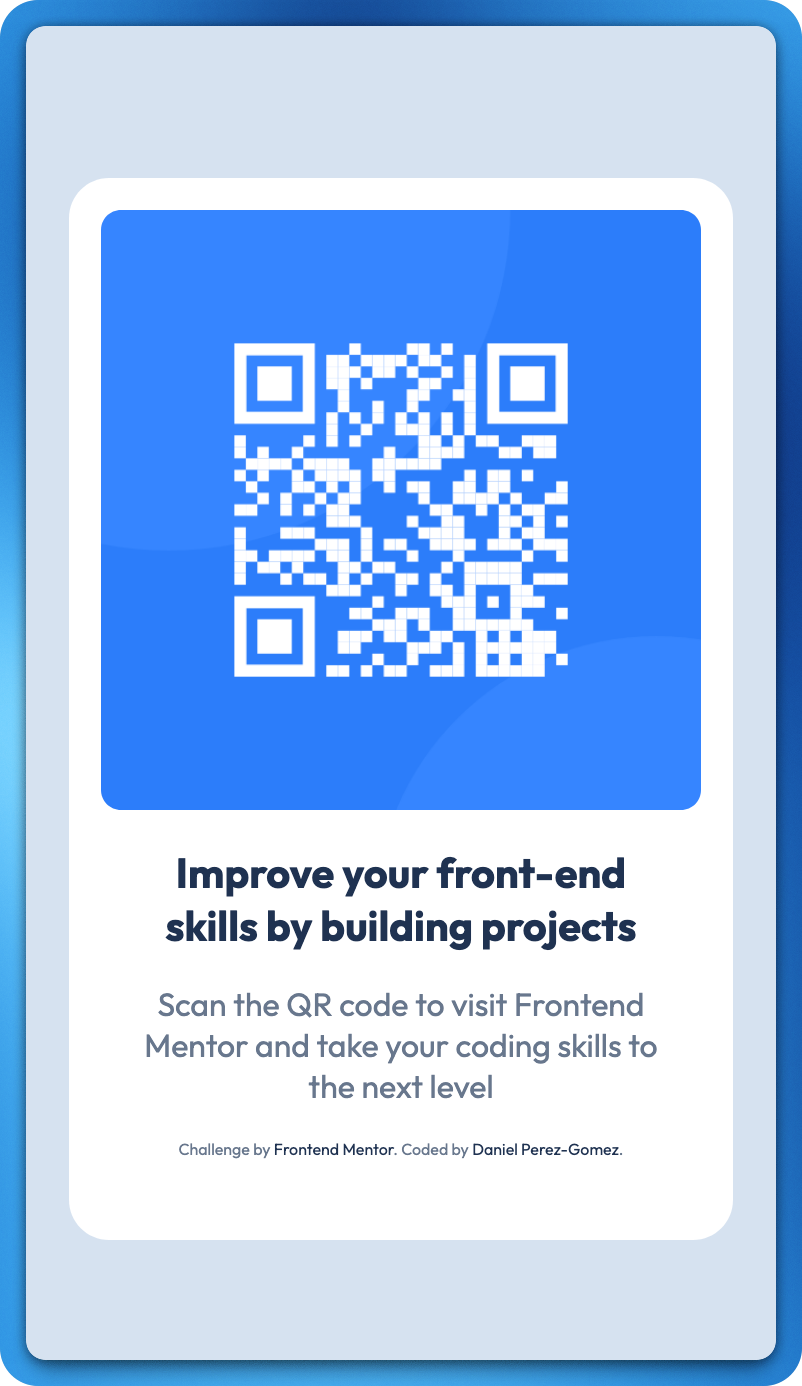 Improve your front-end
skills by building projects
Scan the QR code to visit Frontend
Mentor and take your coding skills to
the next level
Challenge by Frontend Mentor. Coded by Daniel Perez-Gomez.